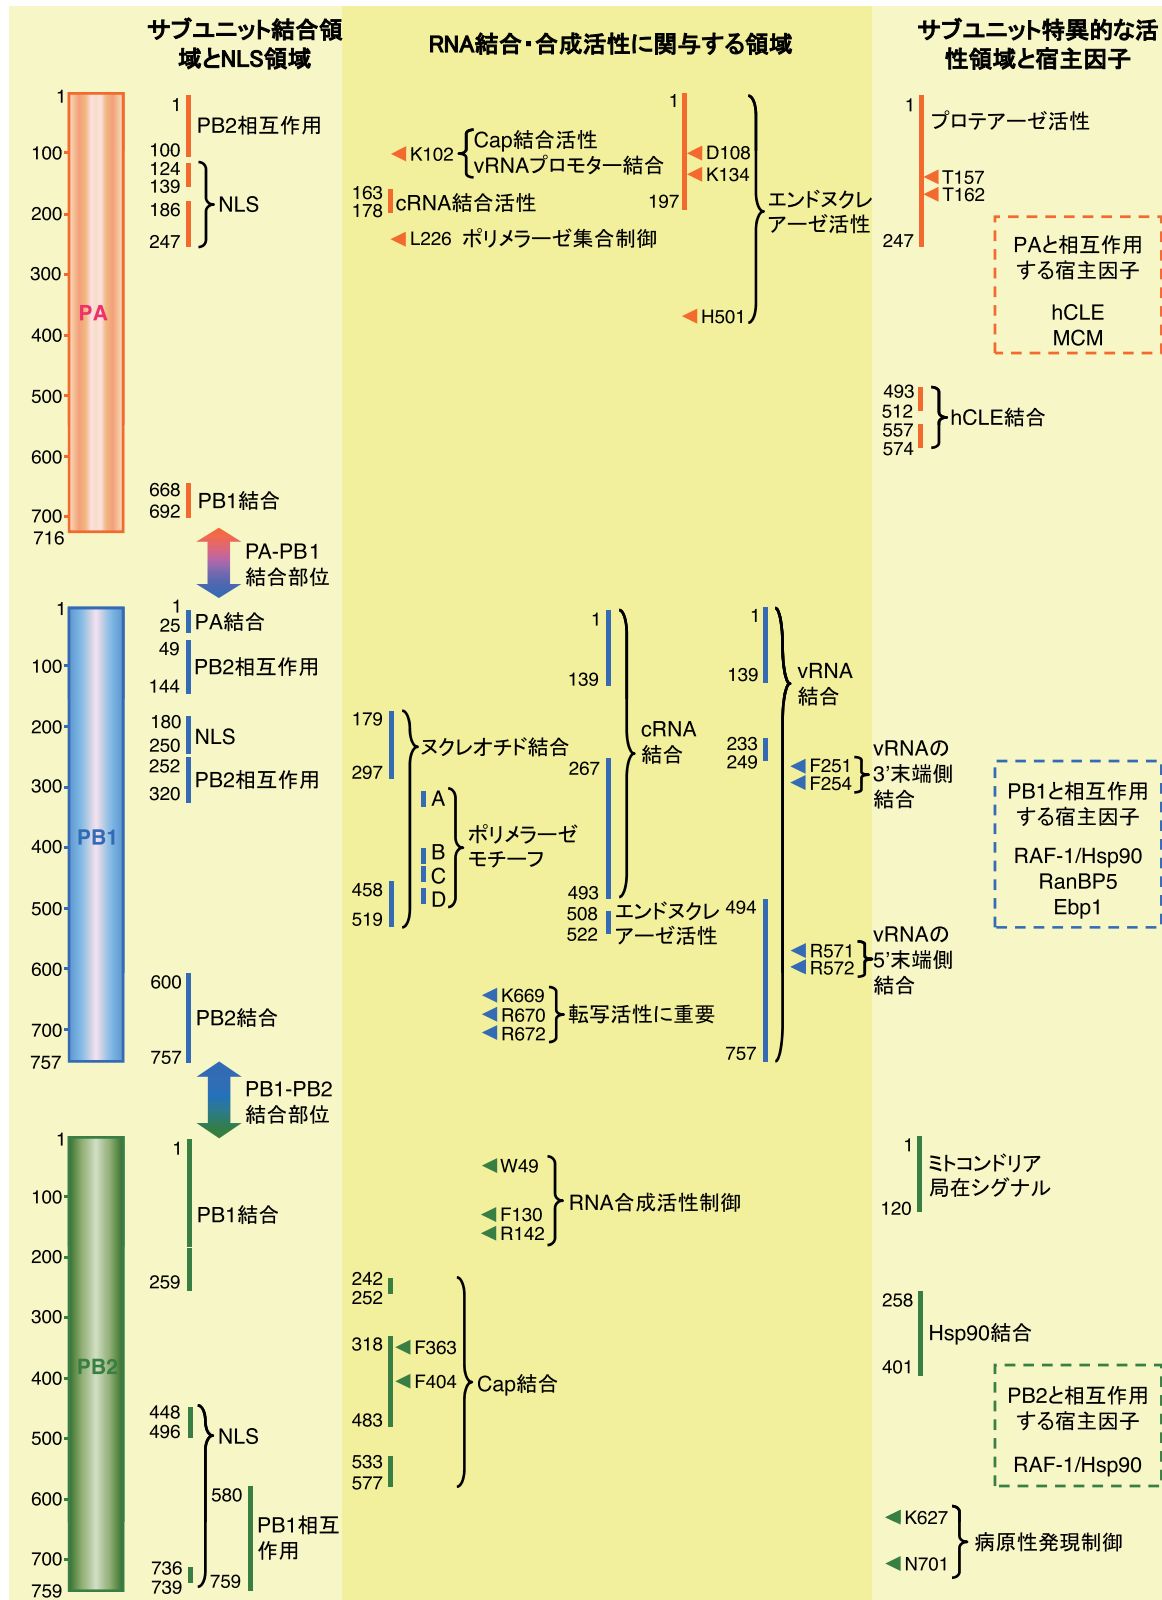 サブユニット結合領
域とNLS領域
RNA結合・合成活性に関与する領域
サブユニット特異的な活
性領域と宿主因子
1
100
200
300
400
500
600
700
716
PA
1
100
PB2相互作用
124
139
186
247
NLS
668
692
PB1結合
PA-PB1
結合部位
K102
Cap結合活性
vRNAプロモター結合
163
178
cRNA結合活性
L226 ポリメラーゼ集合制御
1
D108
K134
197
H501
エンドヌクレ
アーゼ活性
1
プロテアーゼ活性
T157
T162
247
PAと相互作用
する宿主因子
hCLE
MCM
493
512
557
574
hCLE結合
1
100
200
300
400
500
600
700
757
PB1
1
25
PA結合
49
144
PB2相互作用
180
250
NLS
252
320
PB2相互作用
600
757
PB2結合
PB1-PB2
結合部位
179
297
458
519
ヌクレオチド結合
A
B
C
D
ポリメラーゼ
モチーフ
1
139
267
493
cRNA
結合
508
522
エンドヌクレ
アーゼ活性
K669
R670
R672
転写活性に重要
1
139
233
249
494
757
vRNA
結合
F251
F254
vRNAの
3’末端側
結合
R571
R572
vRNAの
5’末端側
結合
PB1と相互作用
する宿主因子
RAF-1/Hsp90
RanBP5
Ebp1
1
100
200
300
400
500
600
700
759
PB2
1
259
PB1結合
448
496
736
739
NLS
580
759
PB1相互
作用
W49
F130
R142
RNA合成活性制御
242
252
318
483
533
577
F363
F404
Cap結合
1
120
ミトコンドリア
局在シグナル
258
401
Hsp90結合
PB2と相互作用
する宿主因子
RAF-1/Hsp90
K627
N701
病原性発現制御